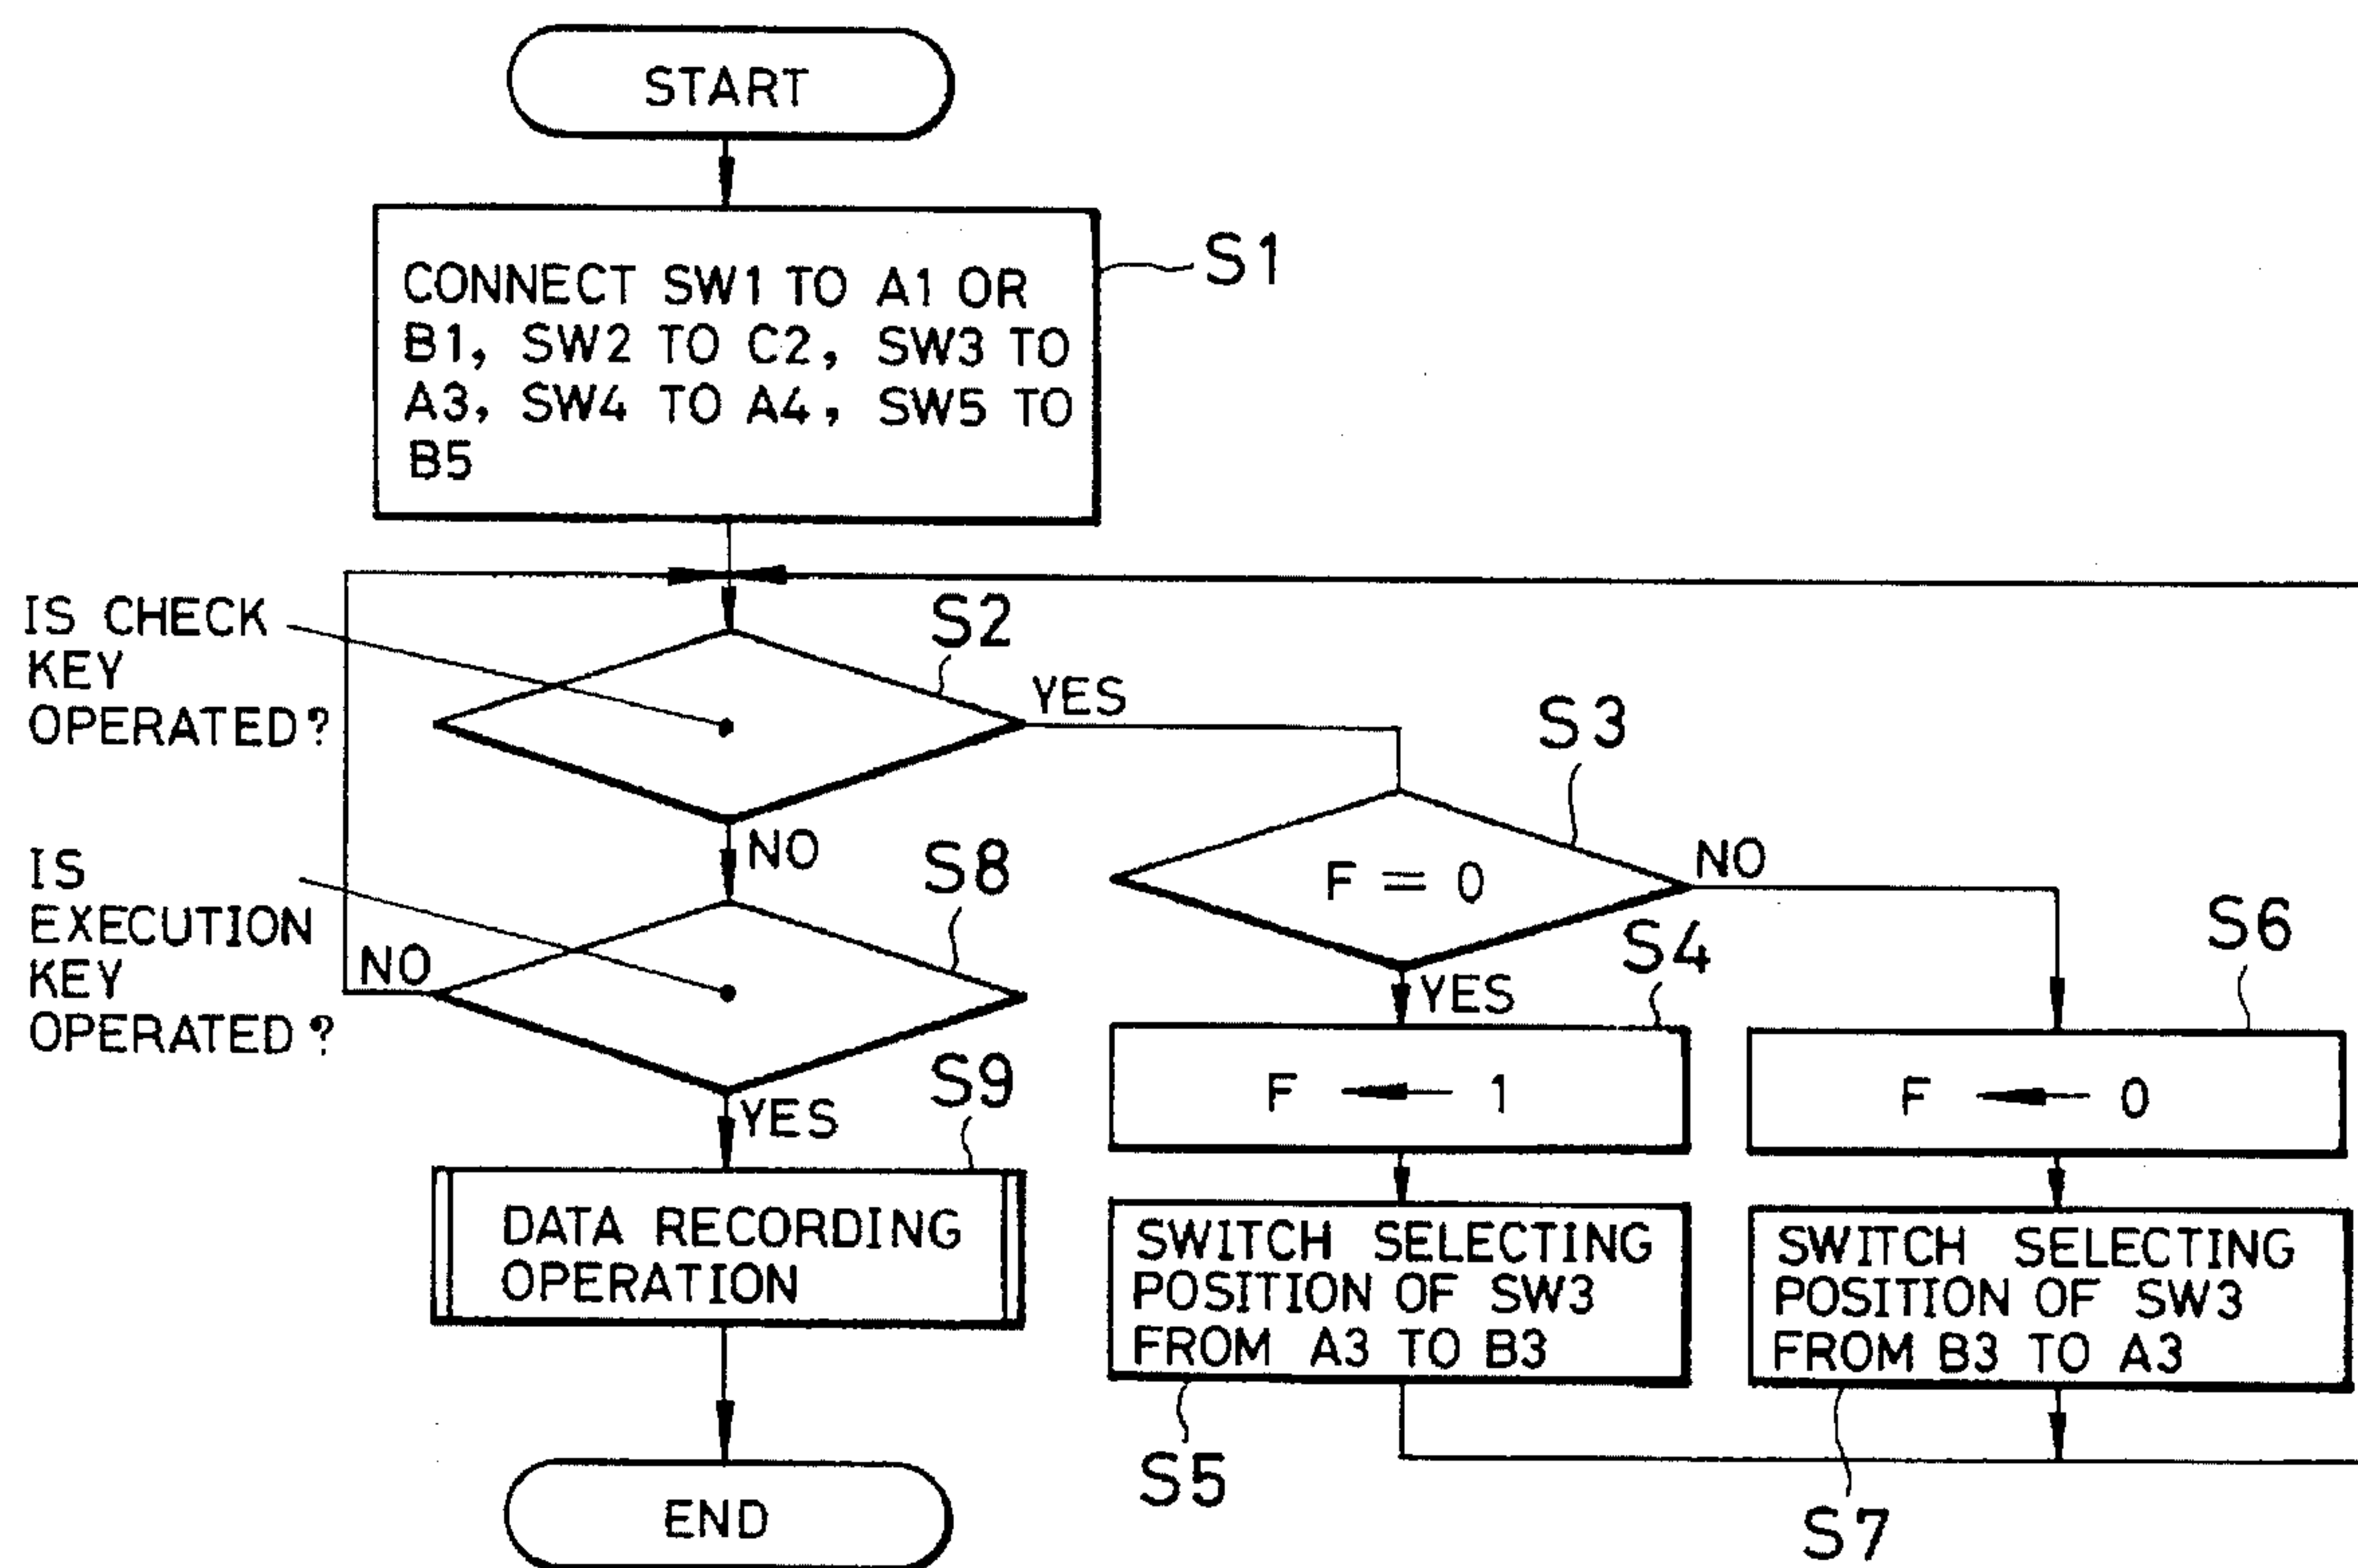 START
CONNECT SW1 TO A1 OR
B1, SW2 TO C2, SW3 TO
A3, SW4 TO A4, SW5 TO
B5
S1
IS CHECK
KEY
OPERATED?
S2
YES
NO
S3
F = 0
NO
YES
IS
EXECUTION
KEY
OPERATED?
S8
NO
YES
S4
F ← 1
S6
F ← 0
S9
DATA RECORDING
OPERATION
SWITCH SELECTING
POSITION OF SW3
FROM A3 TO B3
S5
SWITCH SELECTING
POSITION OF SW3
FROM B3 TO A3
S7
END